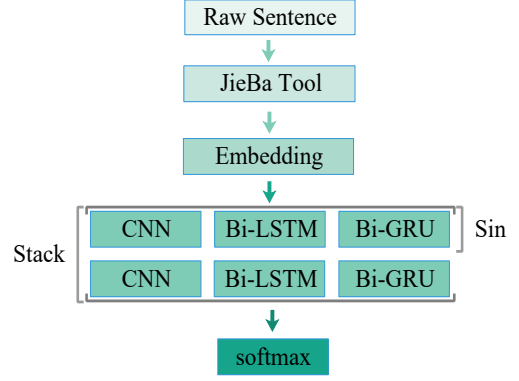 Raw Sentence
JieBa Tool
Embedding
CNN Bi-LSTM Bi-GRU
Sin
Stack
CNN Bi-LSTM Bi-GRU
softmax